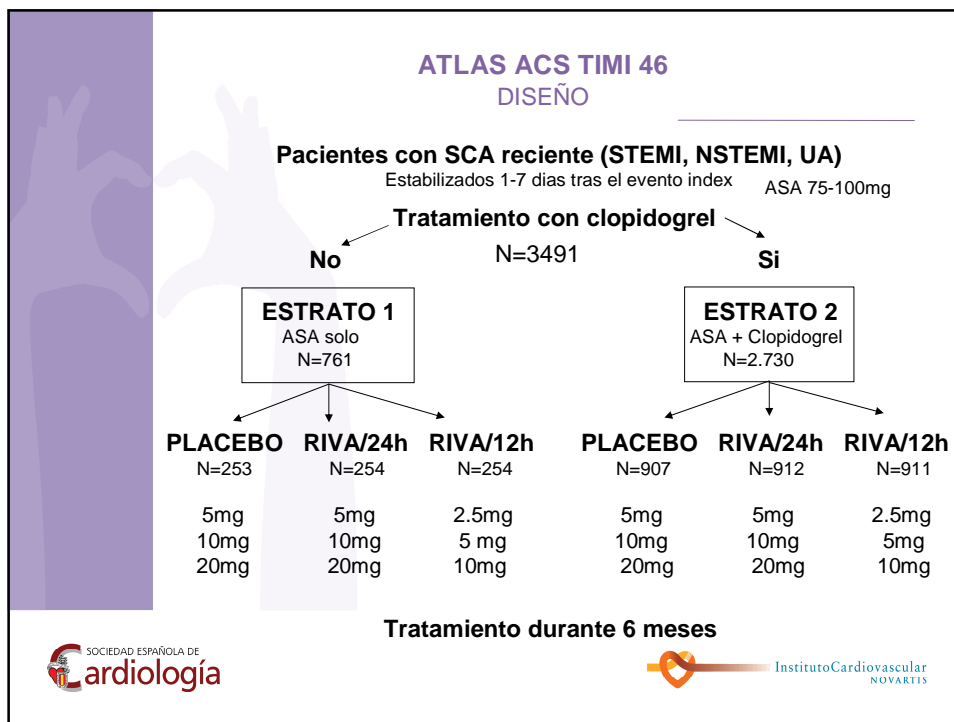 ATLAS ACS TIMI 46
DISEÑO
Pacientes con SCA reciente (STEMI, NSTEMI, UA)
Estabilizados 1-7 dias tras el evento index
ASA 75-100mg
Tratamiento con clopidogrel
No
N=3491
Si
ESTRATO 1
ASA solo
N=761
ESTRATO 2
ASA + Clopidogrel
N=2.730
PLACEBO RIVA/24h RIVA/12h PLACEBO RIVA/24h RIVA/12h
N=253 N=254 N=254 N=907 N=912 N=911
5mg 5mg 2.5mg 5mg 5mg 2.5mg
10mg 10mg 5 mg 10mg 10mg 5mg
20mg 20mg 10mg 20mg 20mg 10mg
Tratamiento durante 6 meses
SOCIEDAD ESPAÑOLA DE
Cardiología
InstitutoCardiovascular
NOVARTIS